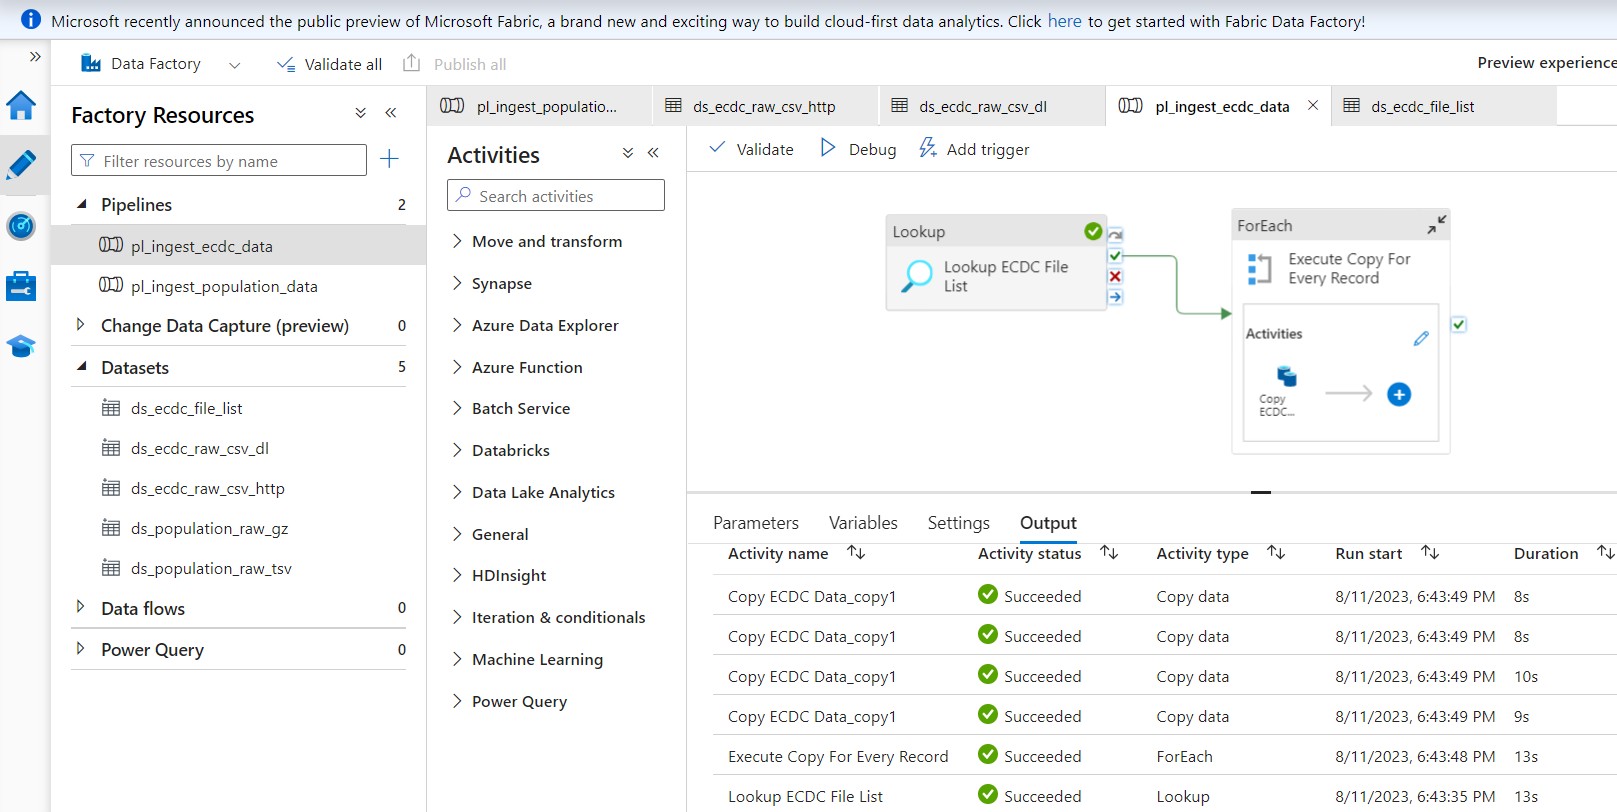 Microsoft recently announced the public preview of Microsoft Fabric, a brand new and exciting way to build cloud-first data analytics. Click here to get started with Fabric Data Factory!
Data Factory
Validate all
Publish all
Preview experience
Factory Resources
Filter resources by name
Pipelines 2
pl_ingest_ecdc_data
pl_ingest_population_data
Change Data Capture (preview) 0
Datasets 5
ds_ecdc_file_list
ds_ecdc_raw_csv_dl
ds_ecdc_raw_csv_http
ds_population_raw_gz
ds_population_raw_tsv
Data flows 0
Power Query 0
pl_ingest_populatio...
ds_ecdc_raw_csv_http
ds_ecdc_raw_csv_dl
pl_ingest_ecdc_data
ds_ecdc_file_list
Activities
Search activities
Move and transform
Synapse
Azure Data Explorer
Azure Function
Batch Service
Databricks
Data Lake Analytics
General
HDInsight
Iteration & conditionals
Machine Learning
Power Query
Validate
Debug
Add trigger
Lookup
Lookup ECDC File
List
ForEach
Execute Copy For
Every Record
Activities
Copy
ECDC...
Parameters Variables Settings Output
Activity name Activity status Activity type Run start Duration
Copy ECDC Data_copy1 Succeeded Copy data 8/11/2023, 6:43:49 PM 8s
Copy ECDC Data_copy1 Succeeded Copy data 8/11/2023, 6:43:49 PM 8s
Copy ECDC Data_copy1 Succeeded Copy data 8/11/2023, 6:43:49 PM 10s
Copy ECDC Data_copy1 Succeeded Copy data 8/11/2023, 6:43:49 PM 9s
Execute Copy For Every Record Succeeded ForEach 8/11/2023, 6:43:48 PM 13s
Lookup ECDC File List Succeeded Lookup 8/11/2023, 6:43:35 PM 13s